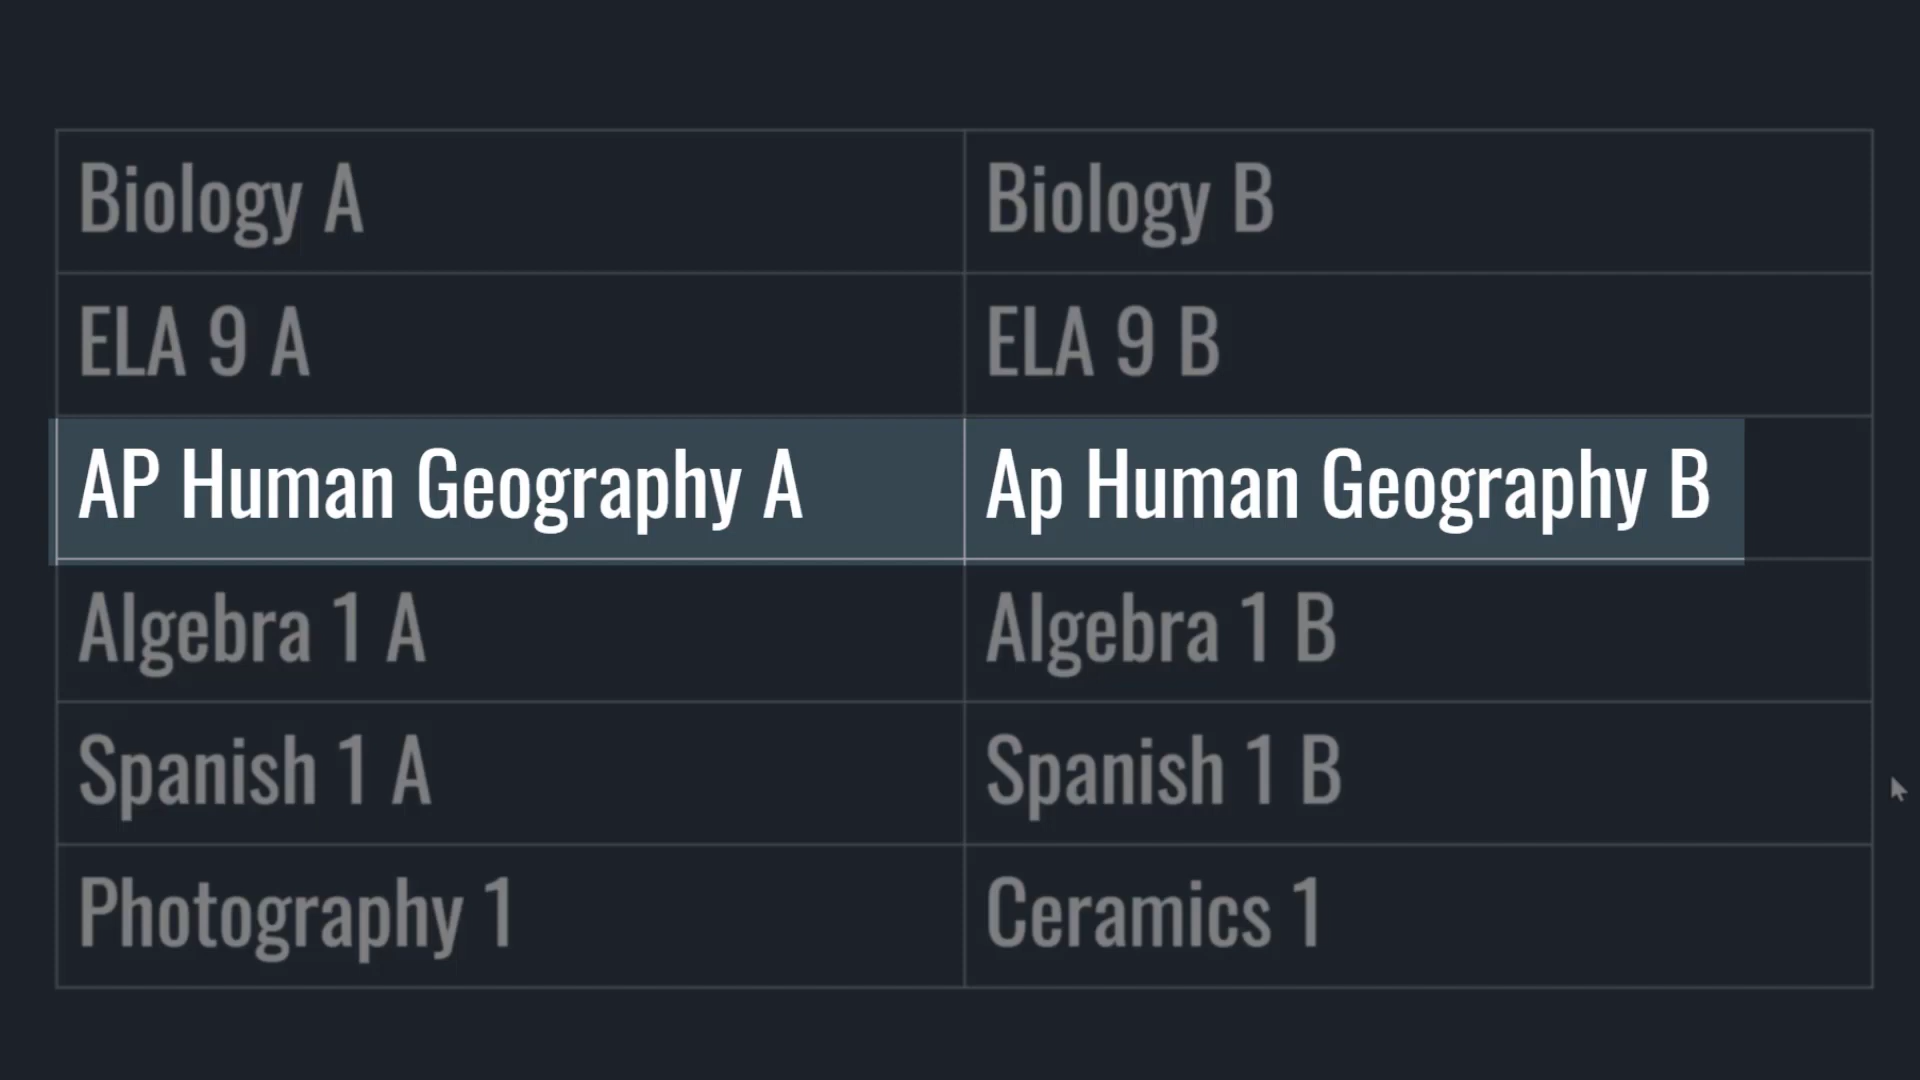 Biology A
Biology B
ELA 9 A
ELA 9 B
AP Human Geography A
Ap Human Geography B
Algebra 1 A
Algebra 1 B
Spanish 1 A
Spanish 1 B
Photography 1
Ceramics 1